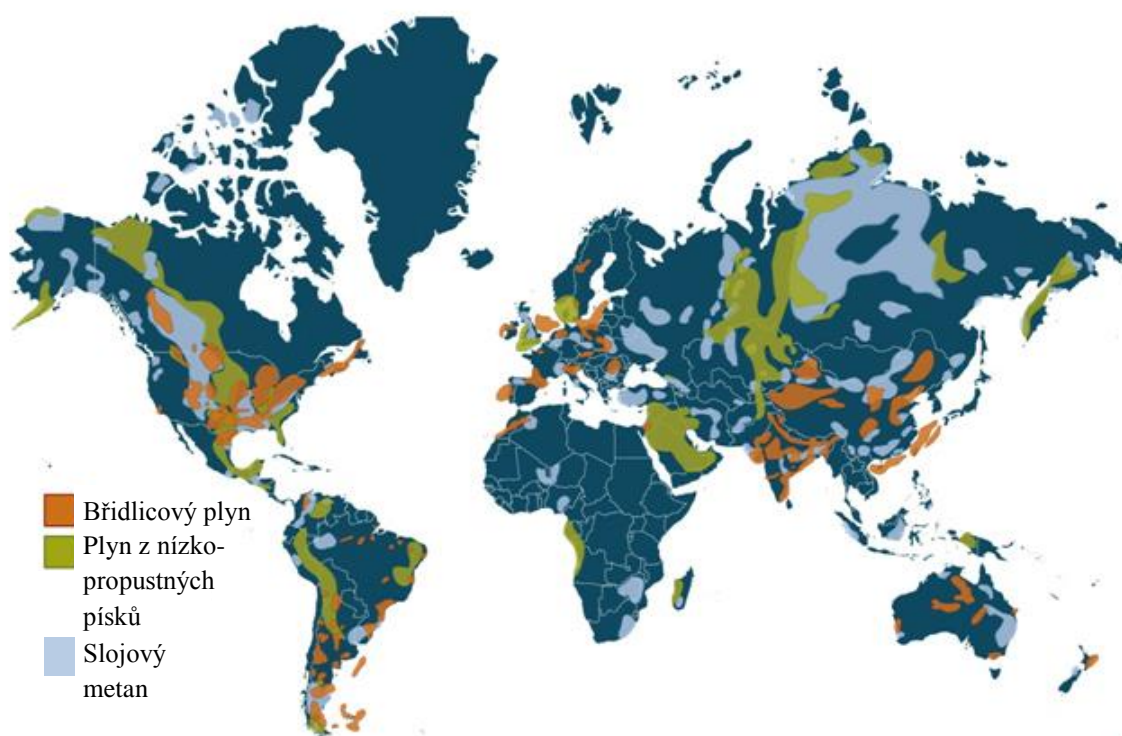 Břidlicový plyn
Plyn z nízko-
propustných
písků
Slojový
metan